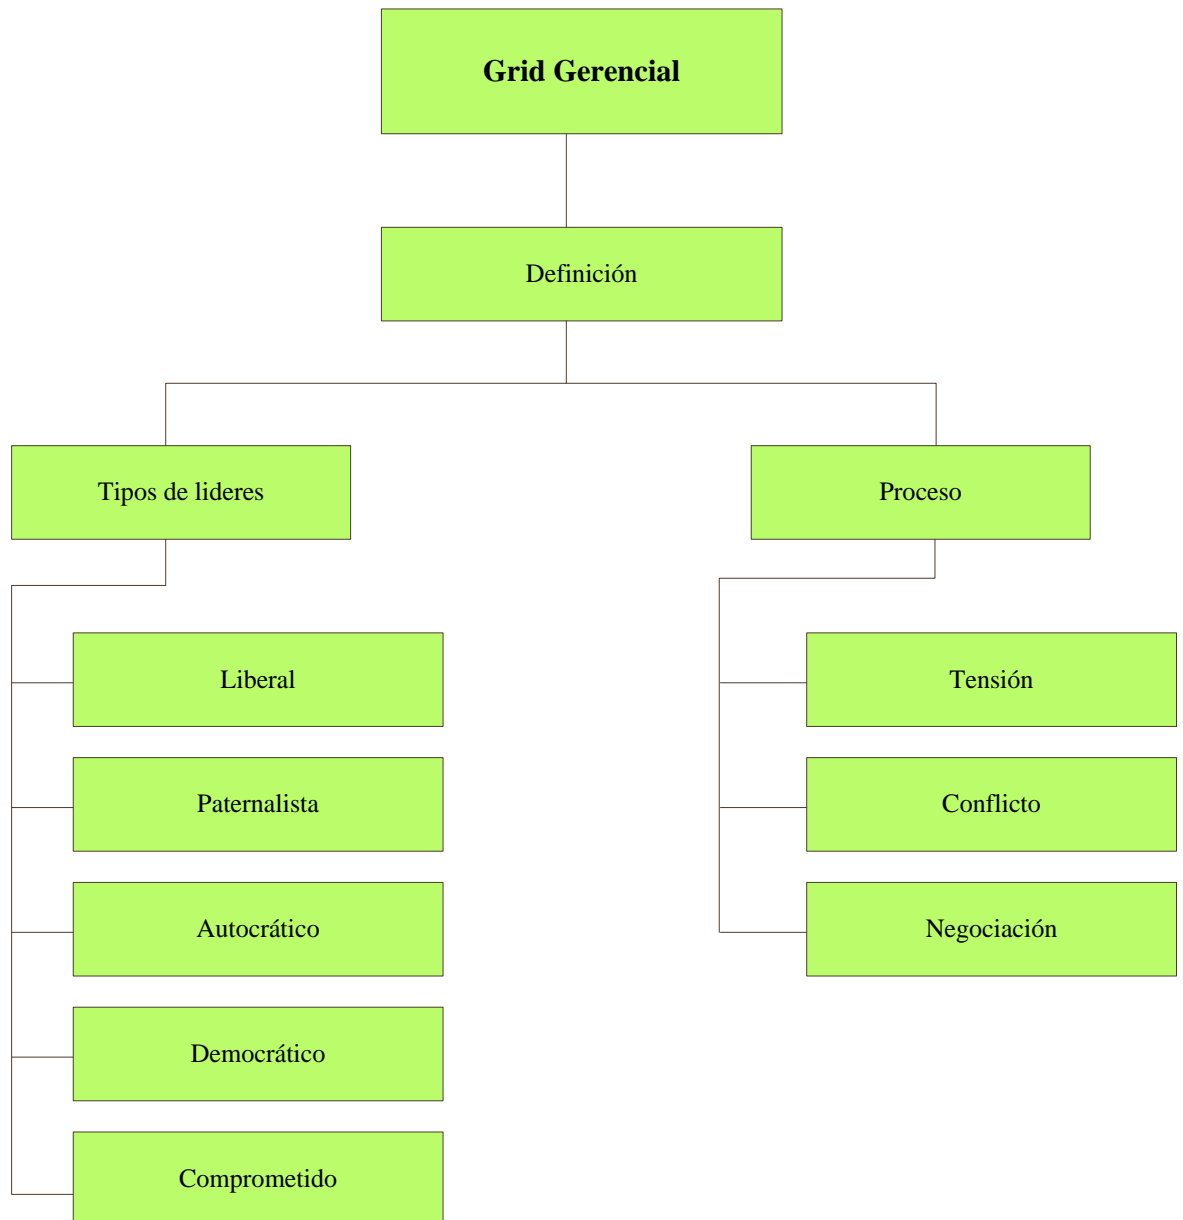 Grid Gerencial
Definición
Tipos de lideres
Proceso
Liberal
Tensión
Paternalista
Conflicto
Autocrático
Negociación
Democrático
Comprometido